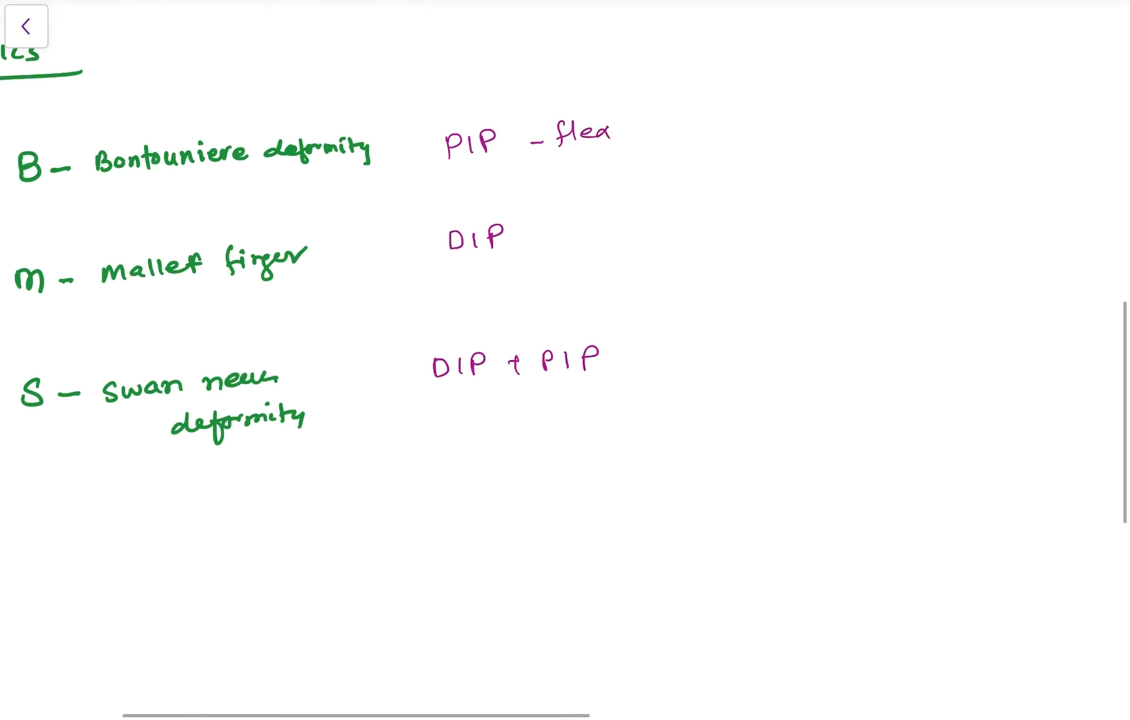 ics
B - Bontouniere deformity PIP - flex
M - Mallet finger DIP
S - Swan neck DIP + PIP
deformity